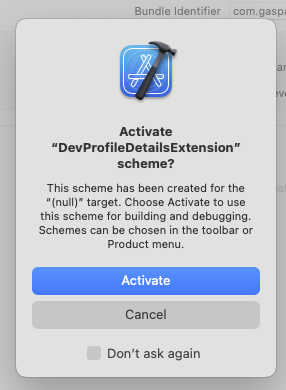 Bundle Identifier com.gaspa
Activate
“DevProfileDetailsExtension”
scheme?
This scheme has been created for the
“(null)” target. Choose Activate to use
this scheme for building and debugging.
Schemes can be chosen in the toolbar or
Product menu.
Activate
Cancel
Don’t ask again